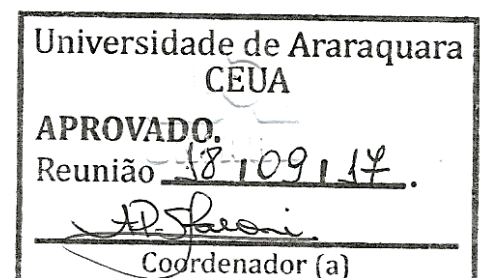 Universidade de Araraquara
CEUA
APROVADO.
Reunião 18 / 09 / 17.
Coordenador (a)